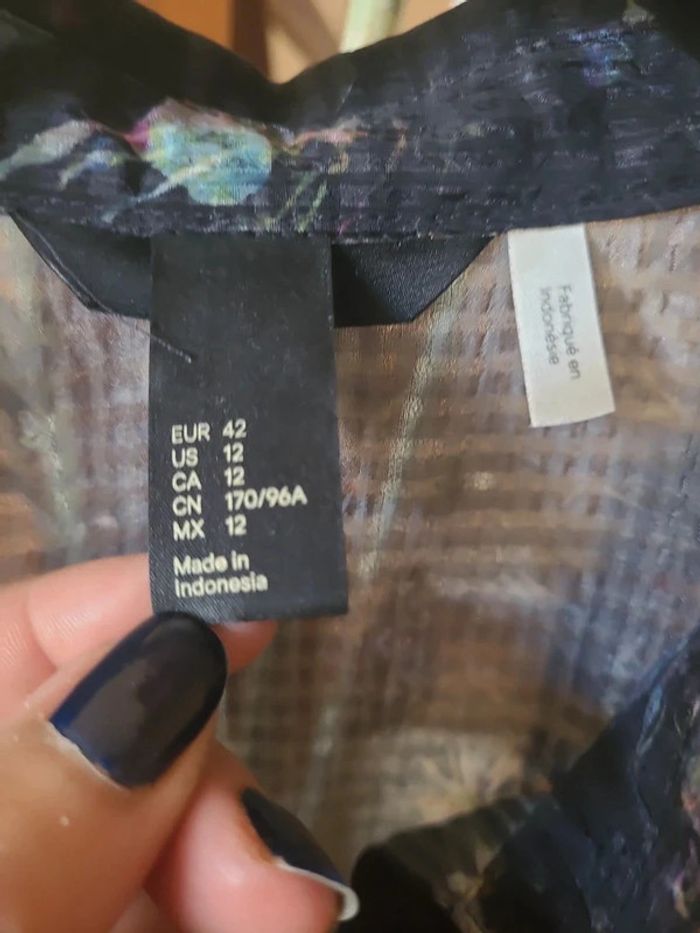 EUR 42
US 12
CA 12
CN 170/96A
MX 12
Made in
Indonesia
Fabriqué en
Indonésie